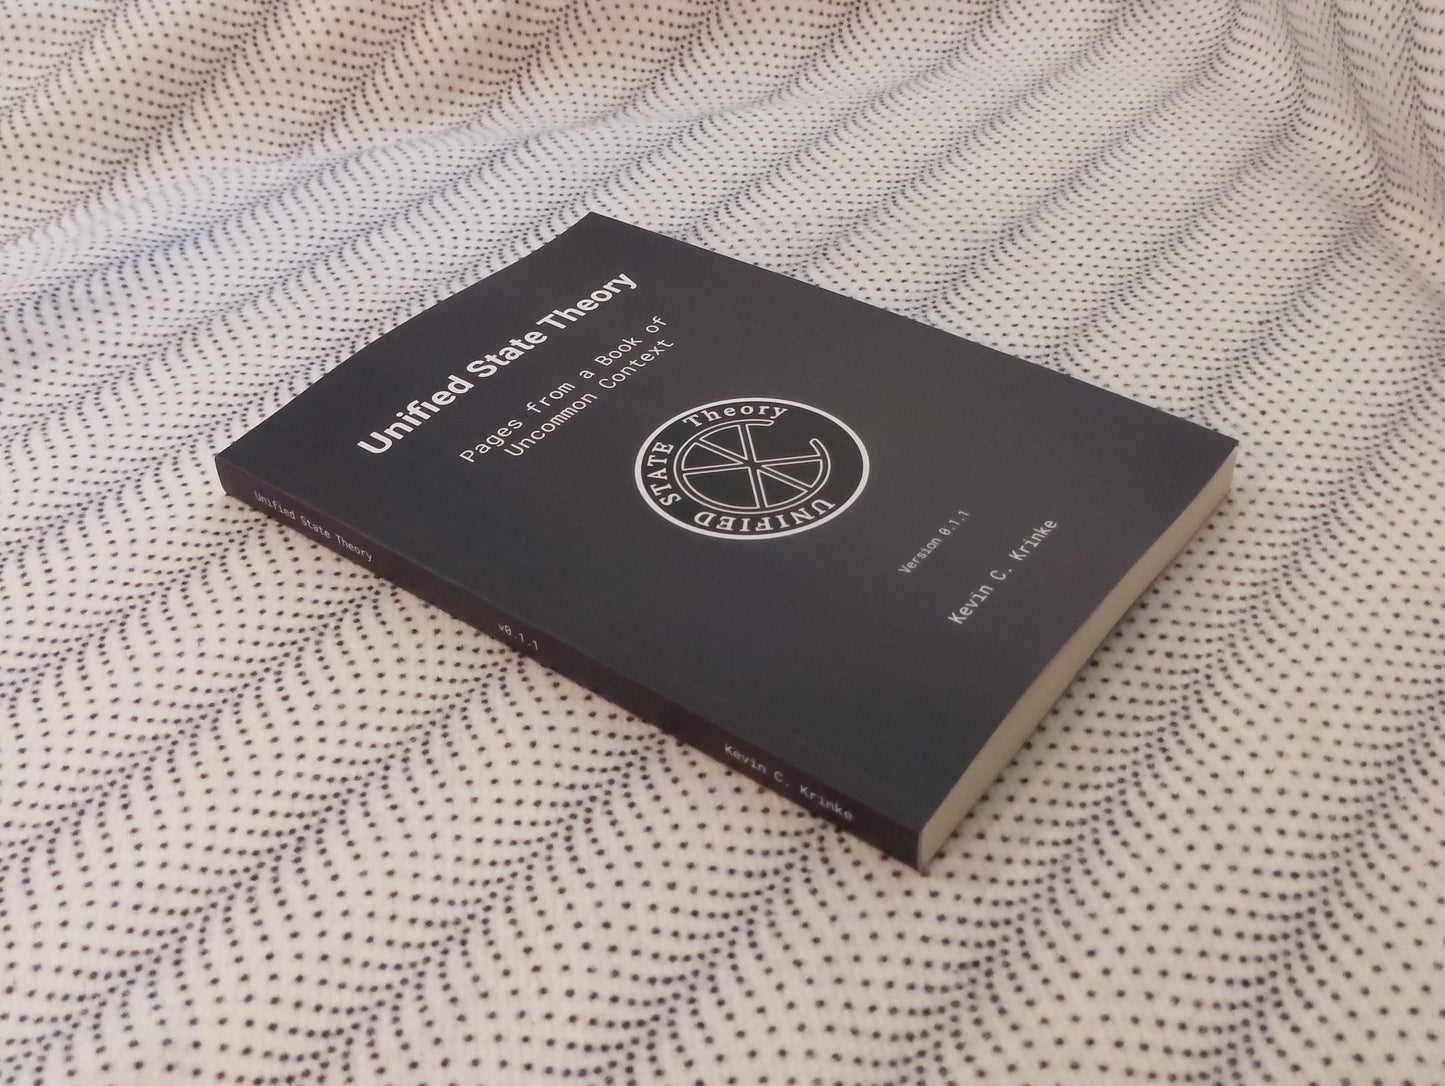 Unified State Theory
Pages from a Book of
Uncommon Context
UNIFIED STATE Theory
Version 0.1.1
Kevin C. Krinke
Unified State Theory
v0.1.1
Kevin C. Krinke